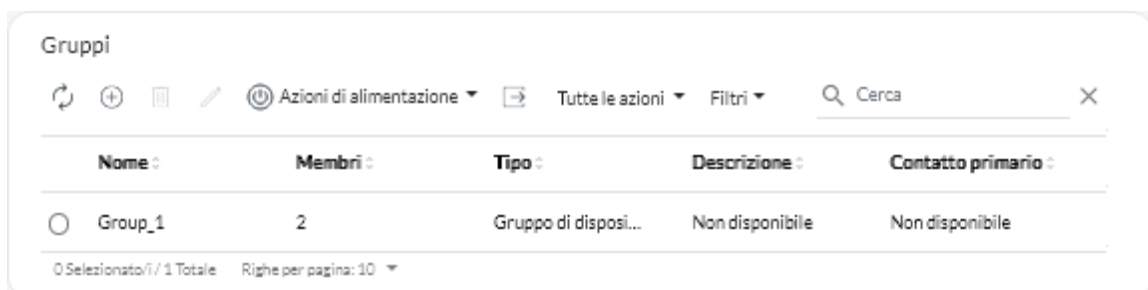 Gruppi
Azioni di alimentazione Tutte le azioni Filtri Cerca
Nome Membri Tipo Descrizione Contatto primario
Group_1 2 Gruppo di disposi... Non disponibile Non disponibile
0 Selezionato/i / 1 Totale Righe per pagina: 10